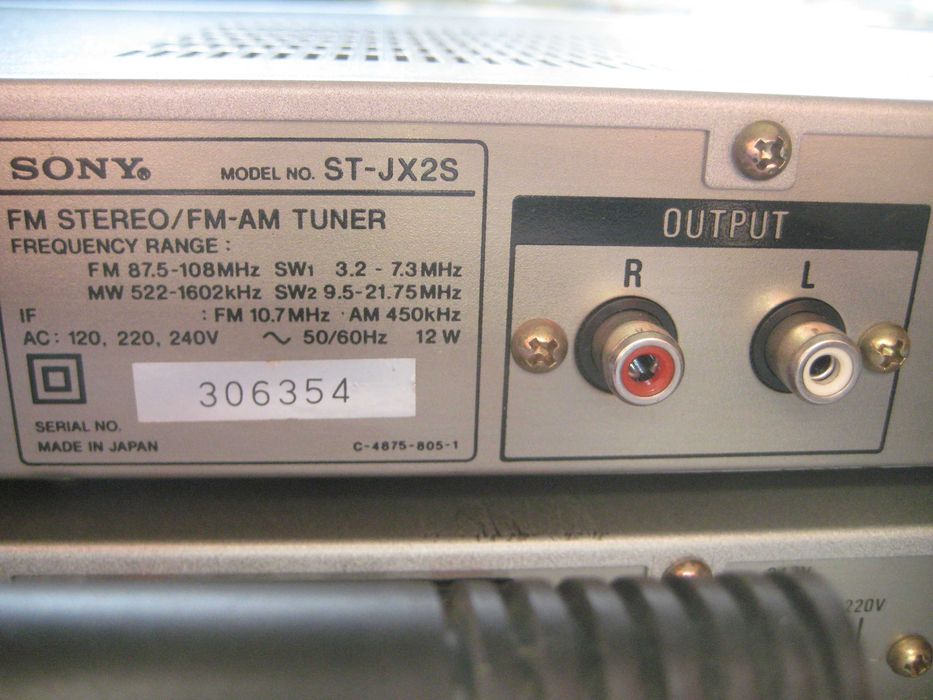 SONY®
MODEL NO. ST-JX2S
FM STEREO/FM-AM TUNER
FREQUENCY RANGE :
FM 87.5-108MHz SW1 3.2 - 7.3MHz
MW 522-1602kHz SW2 9.5-21.75MHz
IF : FM 10.7MHz · AM 450kHz
AC: 120, 220, 240V ~ 50/60Hz 12 W
306354
SERIAL NO.
MADE IN JAPAN
C-4875-805-1
OUTPUT
R L
220V